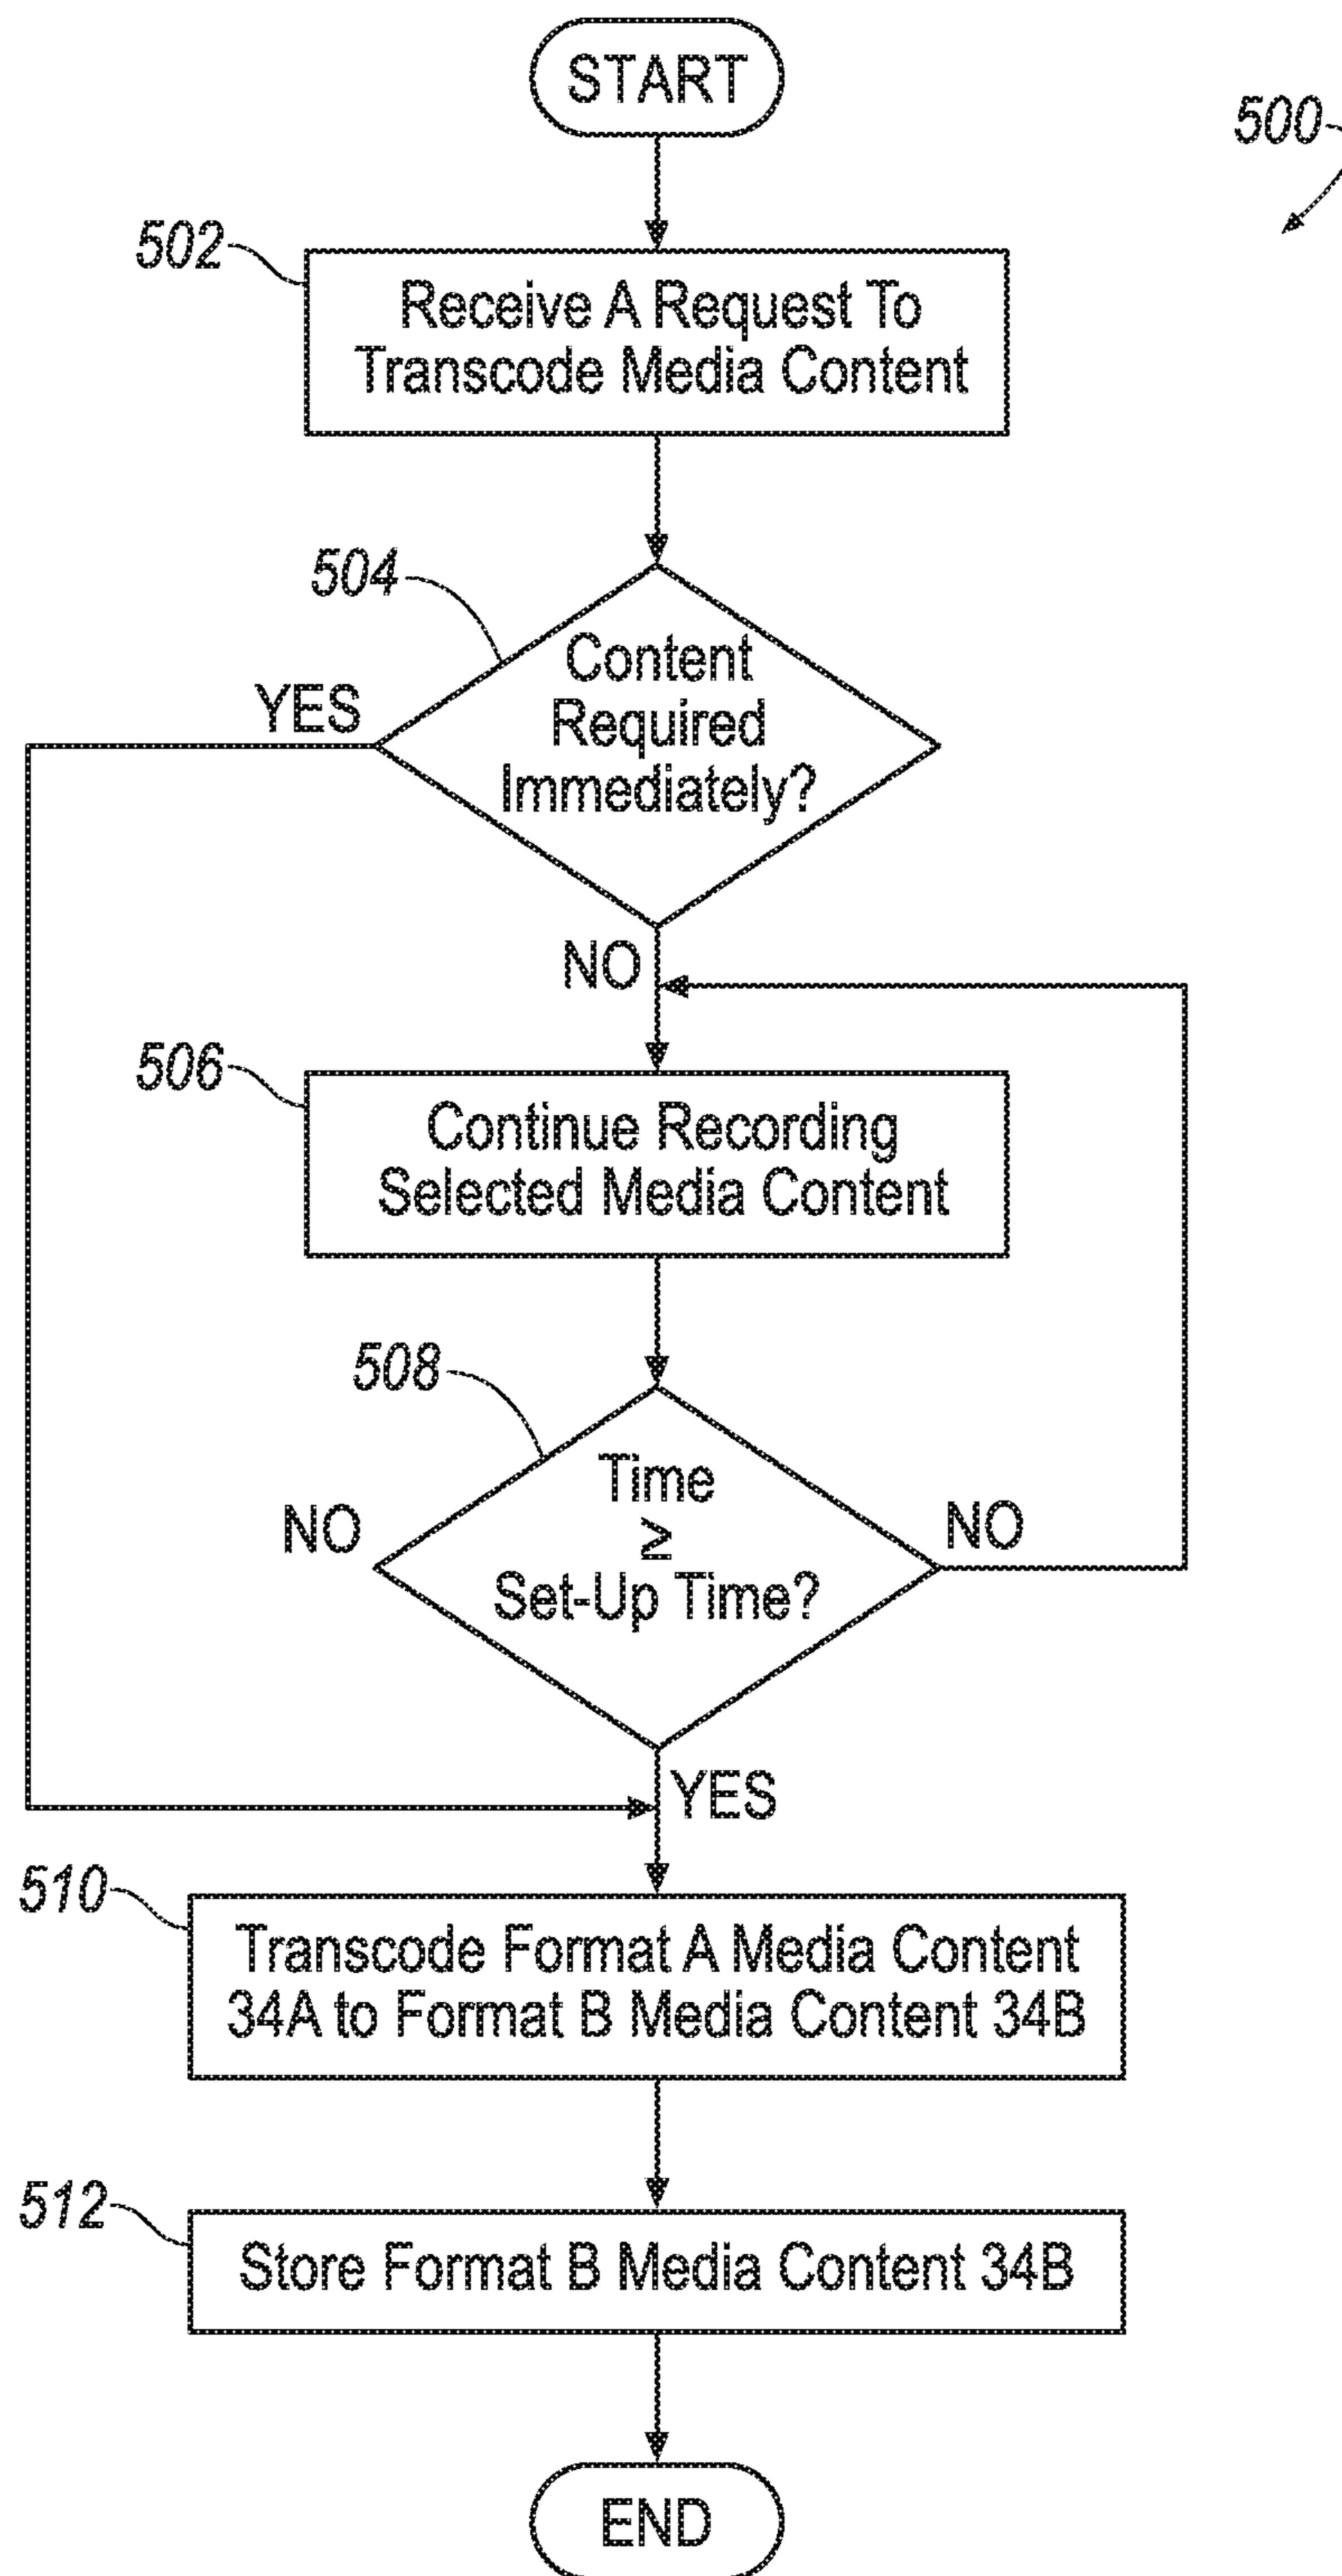 START
500
502
Receive A Request To
Transcode Media Content
504
Content
Required
Immediately?
YES
NO
506
Continue Recording
Selected Media Content
508
Time
≥
Set-Up Time?
NO
NO
YES
510
Transcode Format A Media Content
34A to Format B Media Content 34B
512
Store Format B Media Content 34B
END